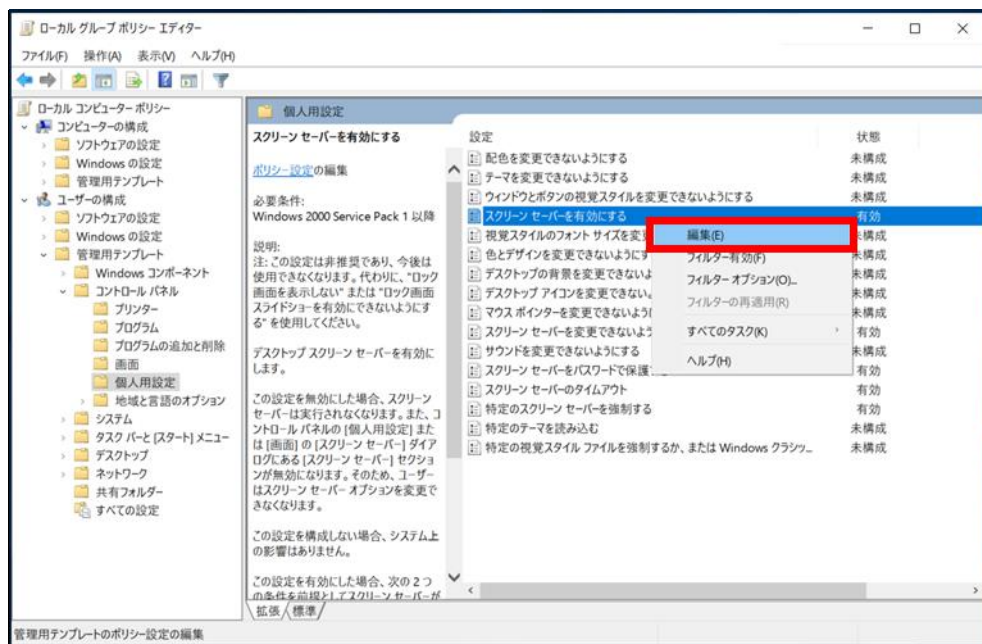 ローカル グループ ポリシー エディター
ファイル(F) 操作(A) 表示(V) ヘルプ(H)
ローカル コンピューター ポリシー
コンピューターの構成
ソフトウェアの設定
Windows の設定
管理用テンプレート
ユーザーの構成
ソフトウェアの設定
Windows の設定
管理用テンプレート
Windows コンポーネント
コントロール パネル
プリンター
プログラム
プログラムの追加と削除
画面
個人用設定
地域と言語のオプション
システム
タスク バーと [スタート] メニュー
デスクトップ
ネットワーク
共有フォルダー
すべての設定
個人用設定
スクリーン セーバーを有効にする
ポリシー設定の編集
必要条件:
Windows 2000 Service Pack 1 以降
説明:
注: この設定は非推奨であり、今後は
使用できなくなります。代わりに、"ロック
画面を表示しない" または "ロック画面
スライドショーを有効にできないようにす
る" を使用してください。
デスクトップ スクリーン セーバーを有効に
します。
この設定を無効にした場合、スクリーン
セーバーは実行されなくなります。また、コ
ントロール パネルの [個人用設定] また
は [画面] の [スクリーン セーバー] ダイア
ログにある [スクリーン セーバー] セクショ
ンが無効になります。そのため、ユーザー
はスクリーン セーバー オプションを変更で
きなくなります。
この設定を構成しない場合、システム上
の影響はありません。
この設定を有効にした場合、次の 2 つ
の条件を前提としてスクリーン セーバーが
設定 状態
配色を変更できないようにする 未構成
テーマを変更できないようにする 未構成
ウィンドウとボタンの視覚スタイルを変更できないようにする 未構成
スクリーン セーバーを有効にする 有効
視覚スタイルのフォント サイズを変 未構成
色とデザインを変更できないようにす 未構成
デスクトップの背景を変更できないよ 未構成
デスクトップ アイコンを変更できない 未構成
マウス ポインターを変更できないよう 未構成
スクリーン セーバーを変更できないよう 有効
サウンドを変更できないようにする 未構成
スクリーン セーバーをパスワードで保護 有効
スクリーン セーバーのタイムアウト 有効
特定のスクリーン セーバーを強制する 有効
特定のテーマを読み込む 未構成
特定の視覚スタイル ファイルを強制するか、または Windows クラシッ... 未構成
編集(E)
フィルター有効(F)
フィルター オプション(O)...
フィルターの再適用(R)
すべてのタスク(K)
ヘルプ(H)
拡張 標準
管理用テンプレートのポリシー設定の編集